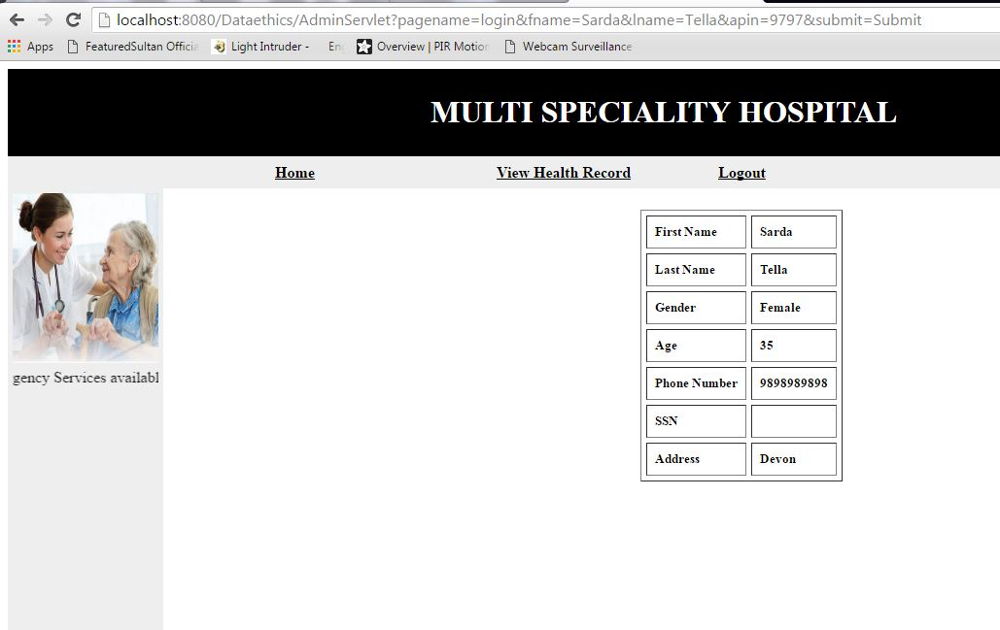 localhost:8080/Dataethics/AdminServlet?pagename=login&fname=Sarda&lname=Tella&apin=9797&submit=Submit
Apps FeaturedSultan Officia Light Intruder - En Overview | PIR Motion Webcam Surveillance
MULTI SPECIALITY HOSPITAL
Home View Health Record Logout
First Name Sarda
Last Name Tella
Gender Female
Age 35
Phone Number 9898989898
SSN
Address Devon
gency Services availabl